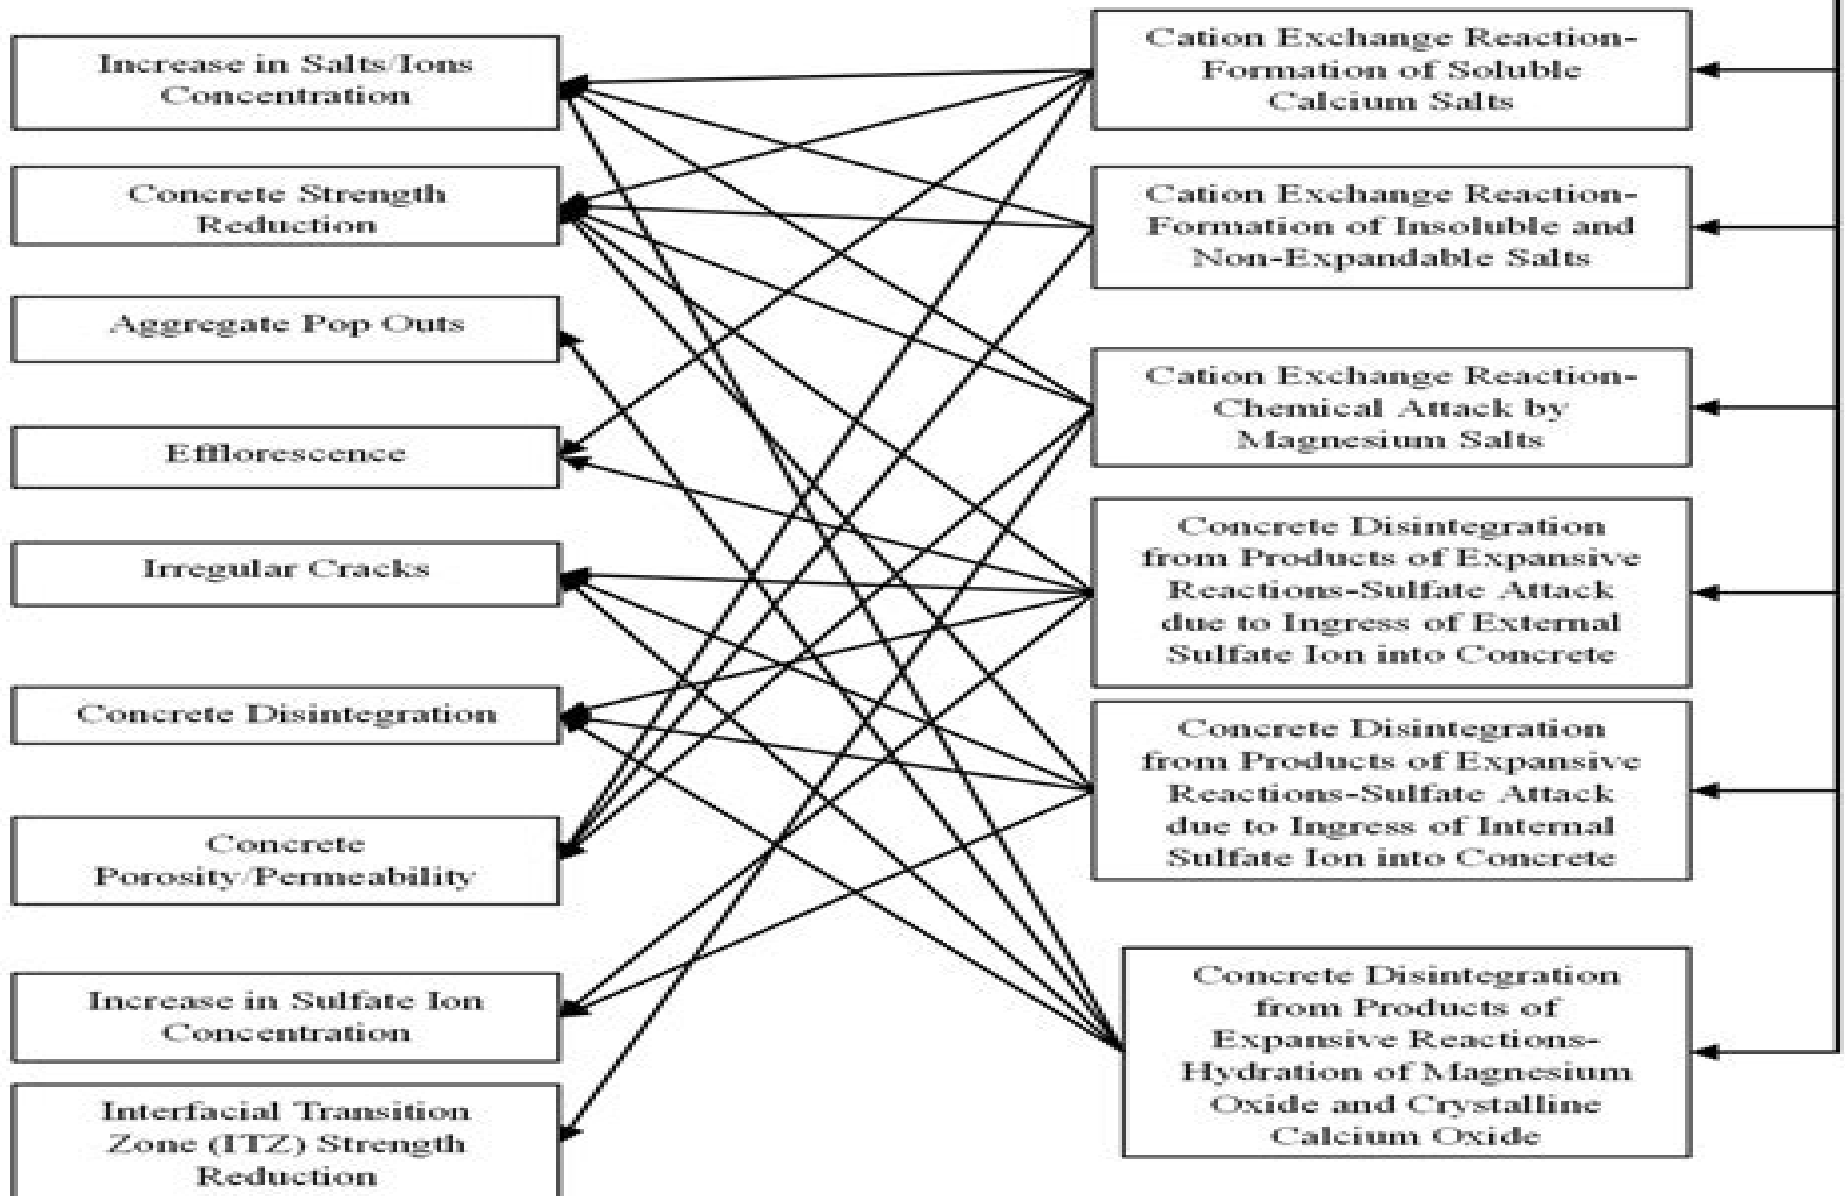 Increase in Salts/Ions
Concentration
Concrete Strength
Reduction
Aggregate Pop Outs
Efflorescence
Irregular Cracks
Concrete Disintegration
Concrete
Porosity/Permeability
Increase in Sulfate Ion
Concentration
Interfacial Transition
Zone (ITZ) Strength
Reduction
Cation Exchange Reaction-
Formation of Soluble
Calcium Salts
Cation Exchange Reaction-
Formation of Insoluble and
Non-Expandable Salts
Cation Exchange Reaction-
Chemical Attack by
Magnesium Salts
Concrete Disintegration
from Products of Expansive
Reactions-Sulfate Attack
due to Ingress of External
Sulfate Ion into Concrete
Concrete Disintegration
from Products of Expansive
Reactions-Sulfate Attack
due to Ingress of Internal
Sulfate Ion into Concrete
Concrete Disintegration
from Products of
Expansive Reactions-
Hydration of Magnesium
Oxide and Crystalline
Calcium Oxide